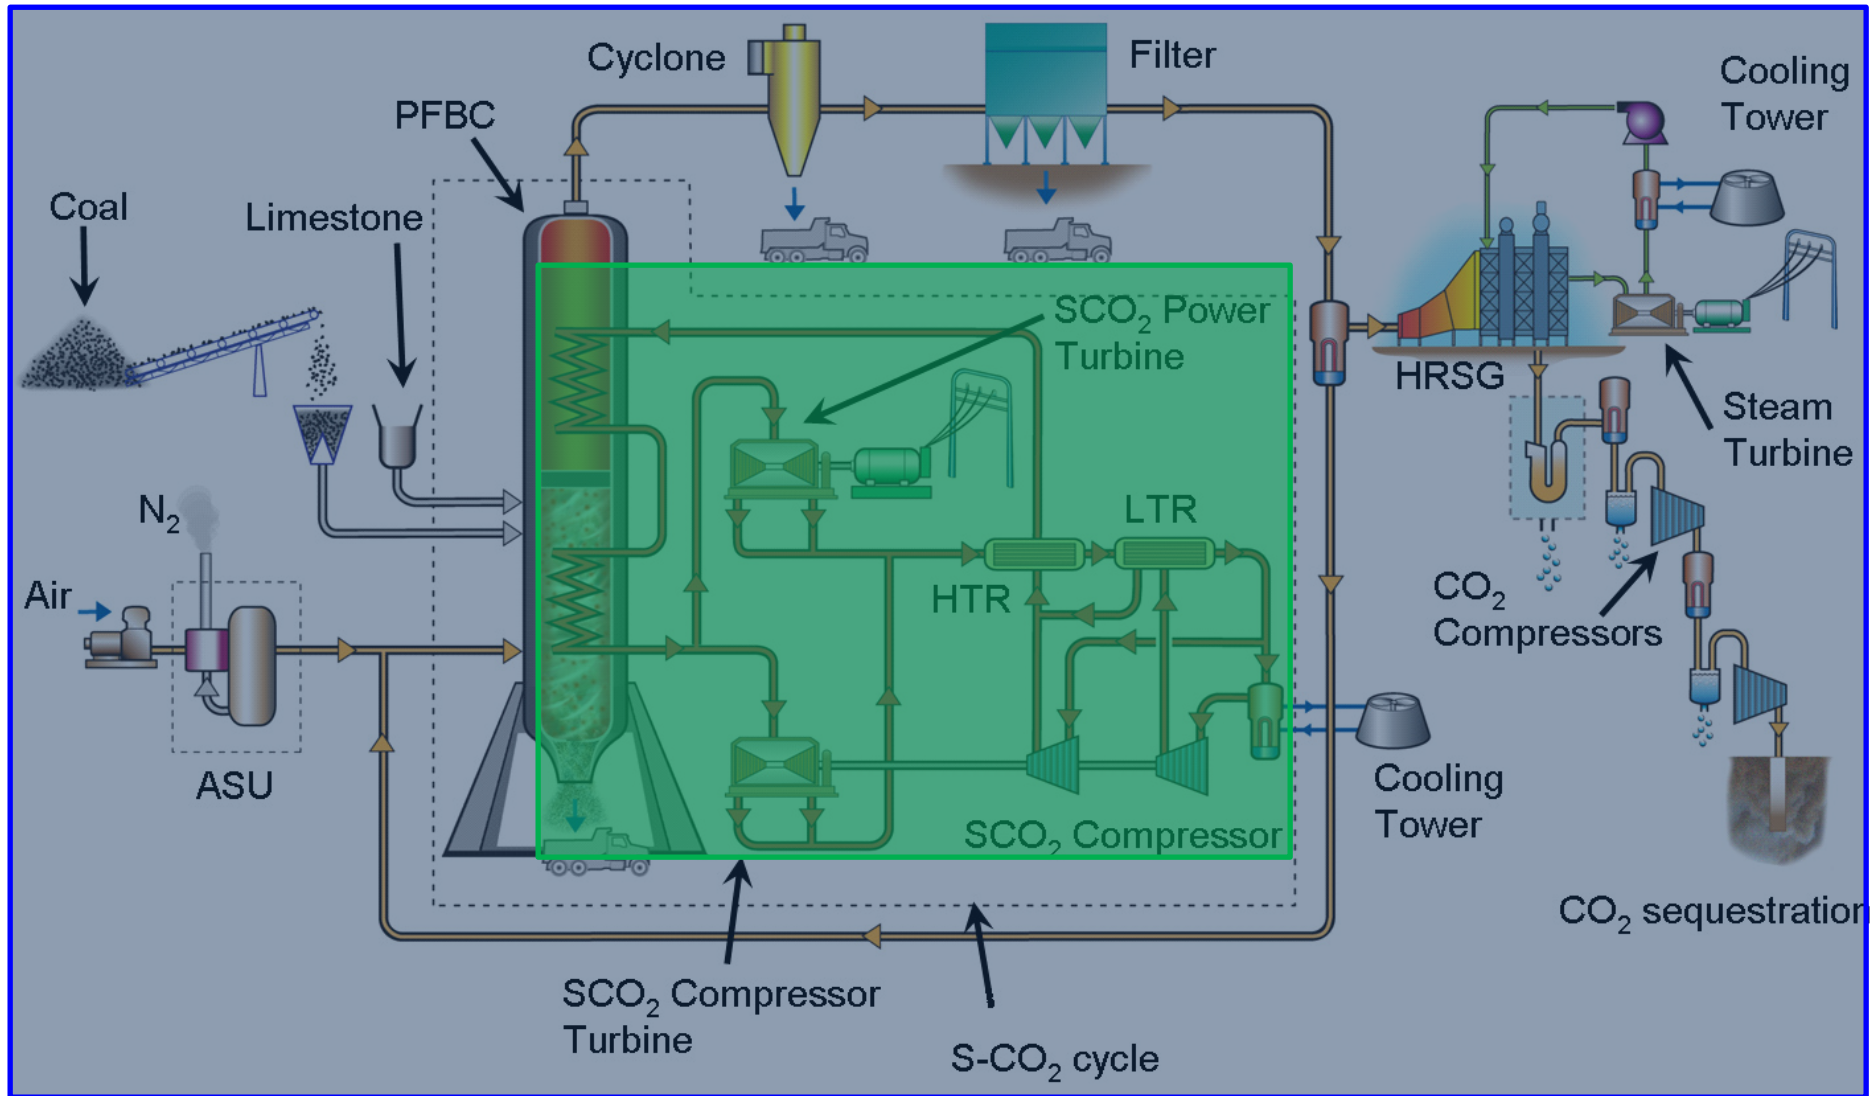 Cyclone
Filter
Cooling
Tower
PFBC
Coal
Limestone
SCO₂ Power
Turbine
HRSG
Steam
Turbine
N₂
LTR
Air
HTR
CO₂
Compressors
ASU
Cooling
Tower
SCO₂ Compressor
CO₂ sequestration
SCO₂ Compressor
Turbine
S-CO₂ cycle